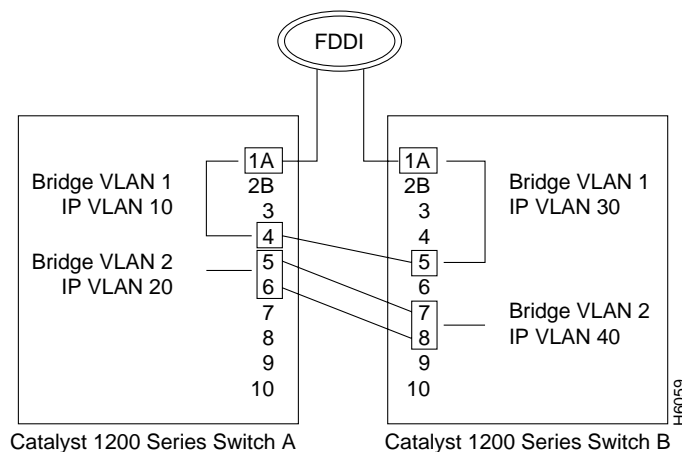 FDDI
Bridge VLAN 1
IP VLAN 10
Bridge VLAN 2
IP VLAN 20
1A
2B
3
4
5
6
7
8
9
10
1A
2B
3
4
5
6
7
8
9
10
Bridge VLAN 1
IP VLAN 30
Bridge VLAN 2
IP VLAN 40
H6059
Catalyst 1200 Series Switch A
Catalyst 1200 Series Switch B